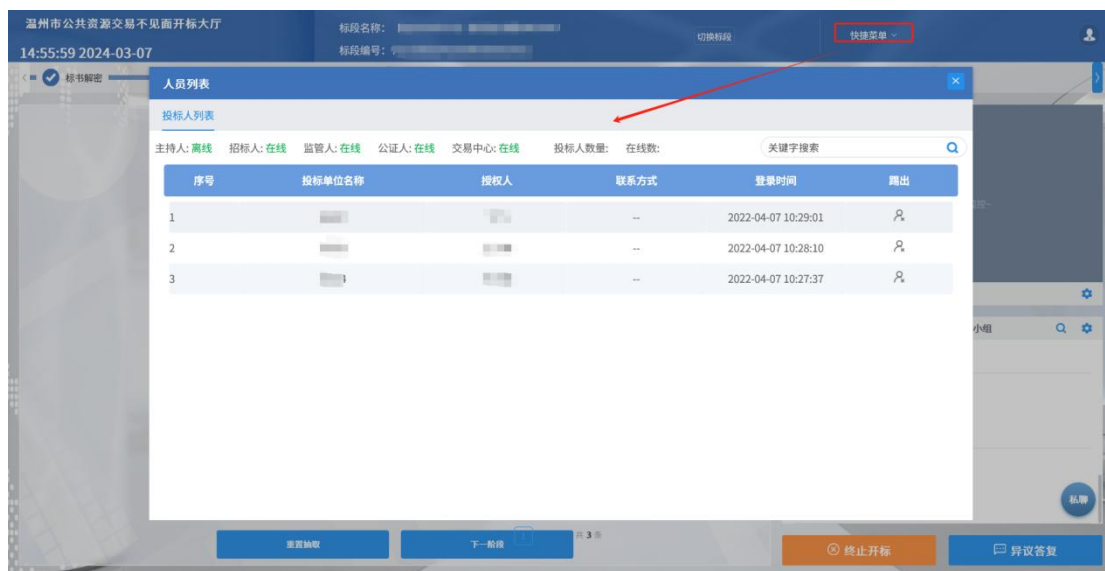 温州市公共资源交易不见面开标大厅
标段名称:
切换标段
快捷菜单
14:55:59 2024-03-07
标段编号:
标书解密
人员列表
投标人列表
主持人: 离线 招标人: 在线 监管人: 在线 公证人: 在线 交易中心: 在线 投标人数量: 在线数: 关键字搜索
序号 投标单位名称 授权人 联系方式 登录时间 踢出
1 -- 2022-04-07 10:29:01
2 -- 2022-04-07 10:28:10
3 -- 2022-04-07 10:27:37
小组
私聊
重置抽取
下一阶段
1
共 3 条
终止开标
异议答复